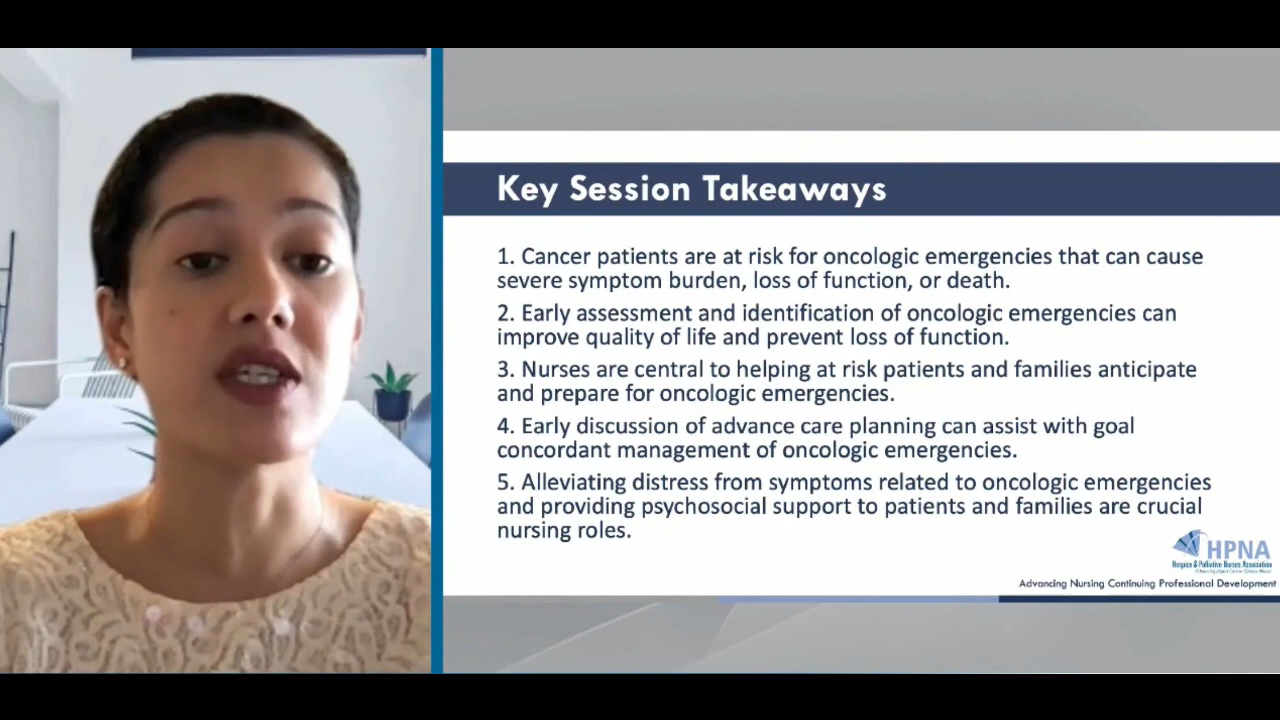 Key Session Takeaways
1. Cancer patients are at risk for oncologic emergencies that can cause
severe symptom burden, loss of function, or death.
2. Early assessment and identification of oncologic emergencies can
improve quality of life and prevent loss of function.
3. Nurses are central to helping at risk patients and families anticipate
and prepare for oncologic emergencies.
4. Early discussion of advance care planning can assist with goal
concordant management of oncologic emergencies.
5. Alleviating distress from symptoms related to oncologic emergencies
and providing psychosocial support to patients and families are crucial
nursing roles.
HPNA
Hospice & Palliative Nurses Association
Advancing Nursing Continuing Professional Development